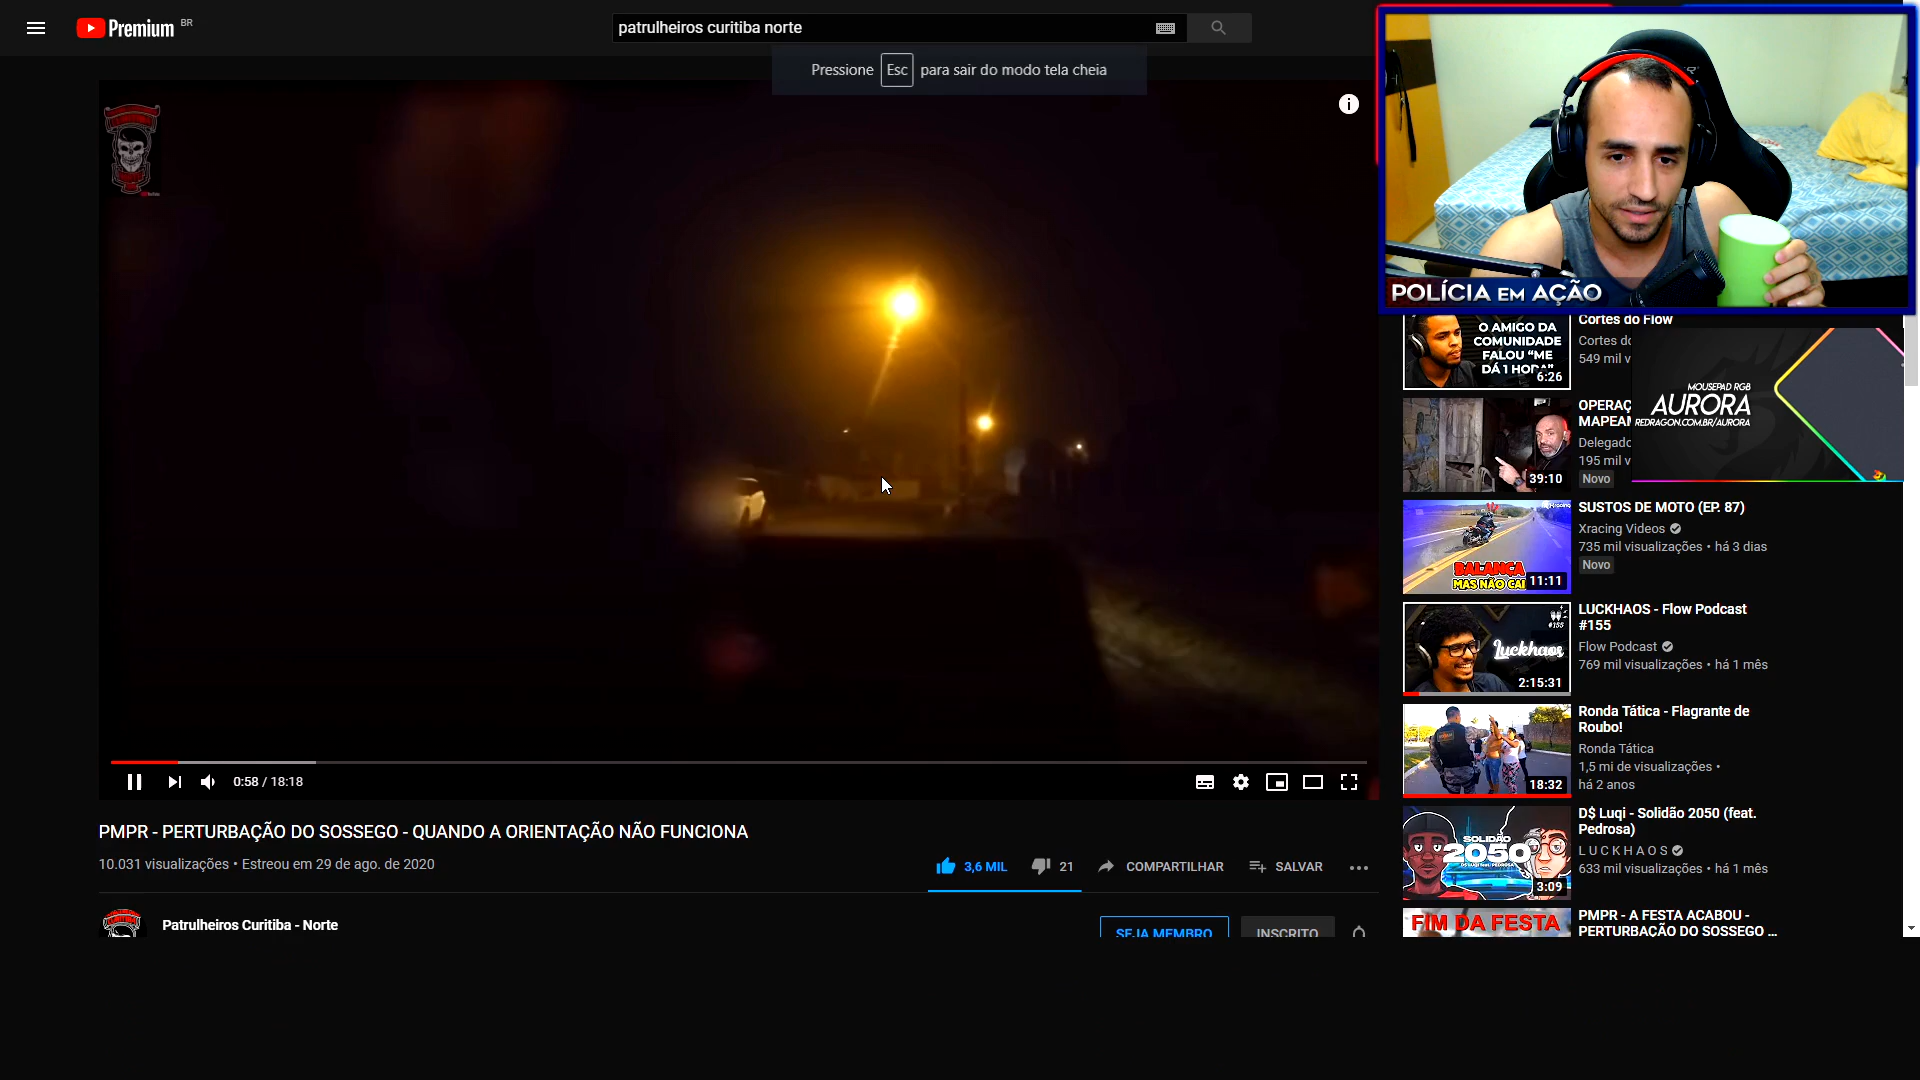 Premium BR
patrulheiros curitiba norte
Pressione Esc para sair do modo tela cheia
POLÍCIA EM AÇÃO
0:58 / 18:18
PMPR - PERTURBAÇÃO DO SOSSEGO - QUANDO A ORIENTAÇÃO NÃO FUNCIONA
10.031 visualizações • Estreou em 29 de ago. de 2020
3,6 MIL
21
COMPARTILHAR
SALVAR
Patrulheiros Curitiba - Norte
SEJA MEMBRO
INSCRITO
O AMIGO DA
COMUNIDADE
FALOU “ME
DÁ 1 HORA”
6:26
Cortes do Flow
Cortes do
549 mil v
MOUSEPAD RGB
AURORA
REDRAGON.COM.BR/AURORA
39:10
OPERAÇ
MAPEAM
Delegado
195 mil v
Novo
BALANÇA
MAS NÃO CAI
11:11
SUSTOS DE MOTO (EP. 87)
Xracing Videos
735 mil visualizações • há 3 dias
Novo
#155
Luckhaos
2:15:31
LUCKHAOS - Flow Podcast
#155
Flow Podcast
769 mil visualizações • há 1 mês
18:32
Ronda Tática - Flagrante de
Roubo!
Ronda Tática
1,5 mi de visualizações •
há 2 anos
SOLIDÃO
2050
3:09
D$ Luqi - Solidão 2050 (feat.
Pedrosa)
L U C K H A O S
633 mil visualizações • há 1 mês
FIM DA FESTA
PMPR - A FESTA ACABOU -
PERTURBAÇÃO DO SOSSEGO ...